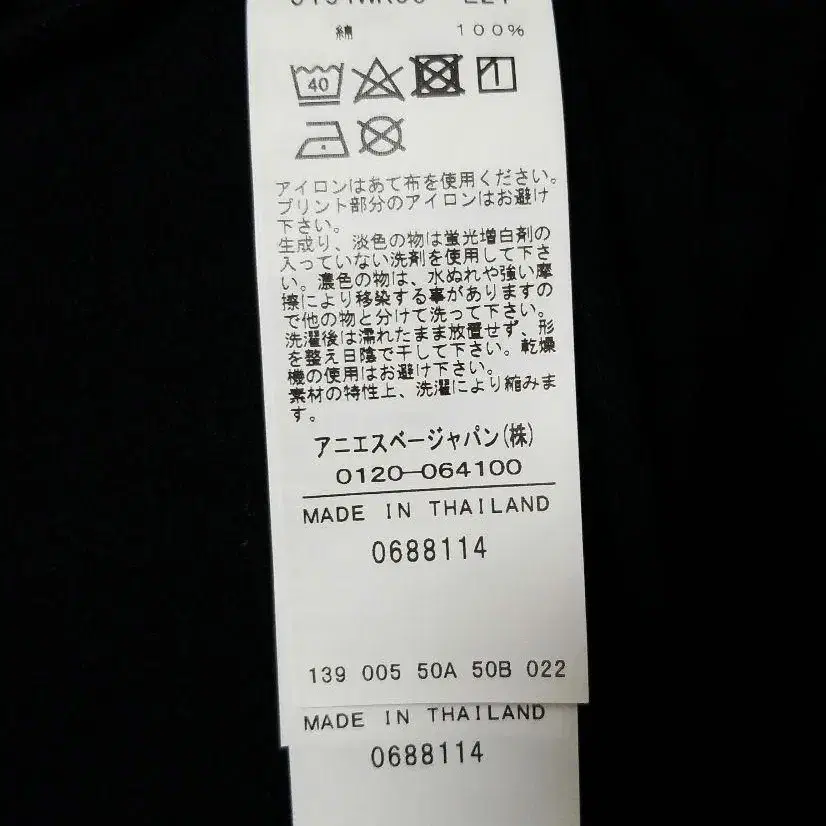 綿 100%
40
アイロンはあて布を使用ください。
プリント部分のアイロンはお避け
下さい。
生成り、淡色の物は蛍光増白剤の
入っていない洗剤を使用して下さ
い。濃色の物は、水ぬれや強い摩
擦により移染する事がありますの
で他の物と分けて洗って下さい。
洗濯後は濡れたまま放置せず、形
を整え日陰で干して下さい。乾燥
機の使用はお避け下さい。
素材の特性上、洗濯により縮みま
す。
アニエスベージャパン(株)
0120-064100
MADE IN THAILAND
0688114
139 005 50A 50B 022
MADE IN THAILAND
0688114